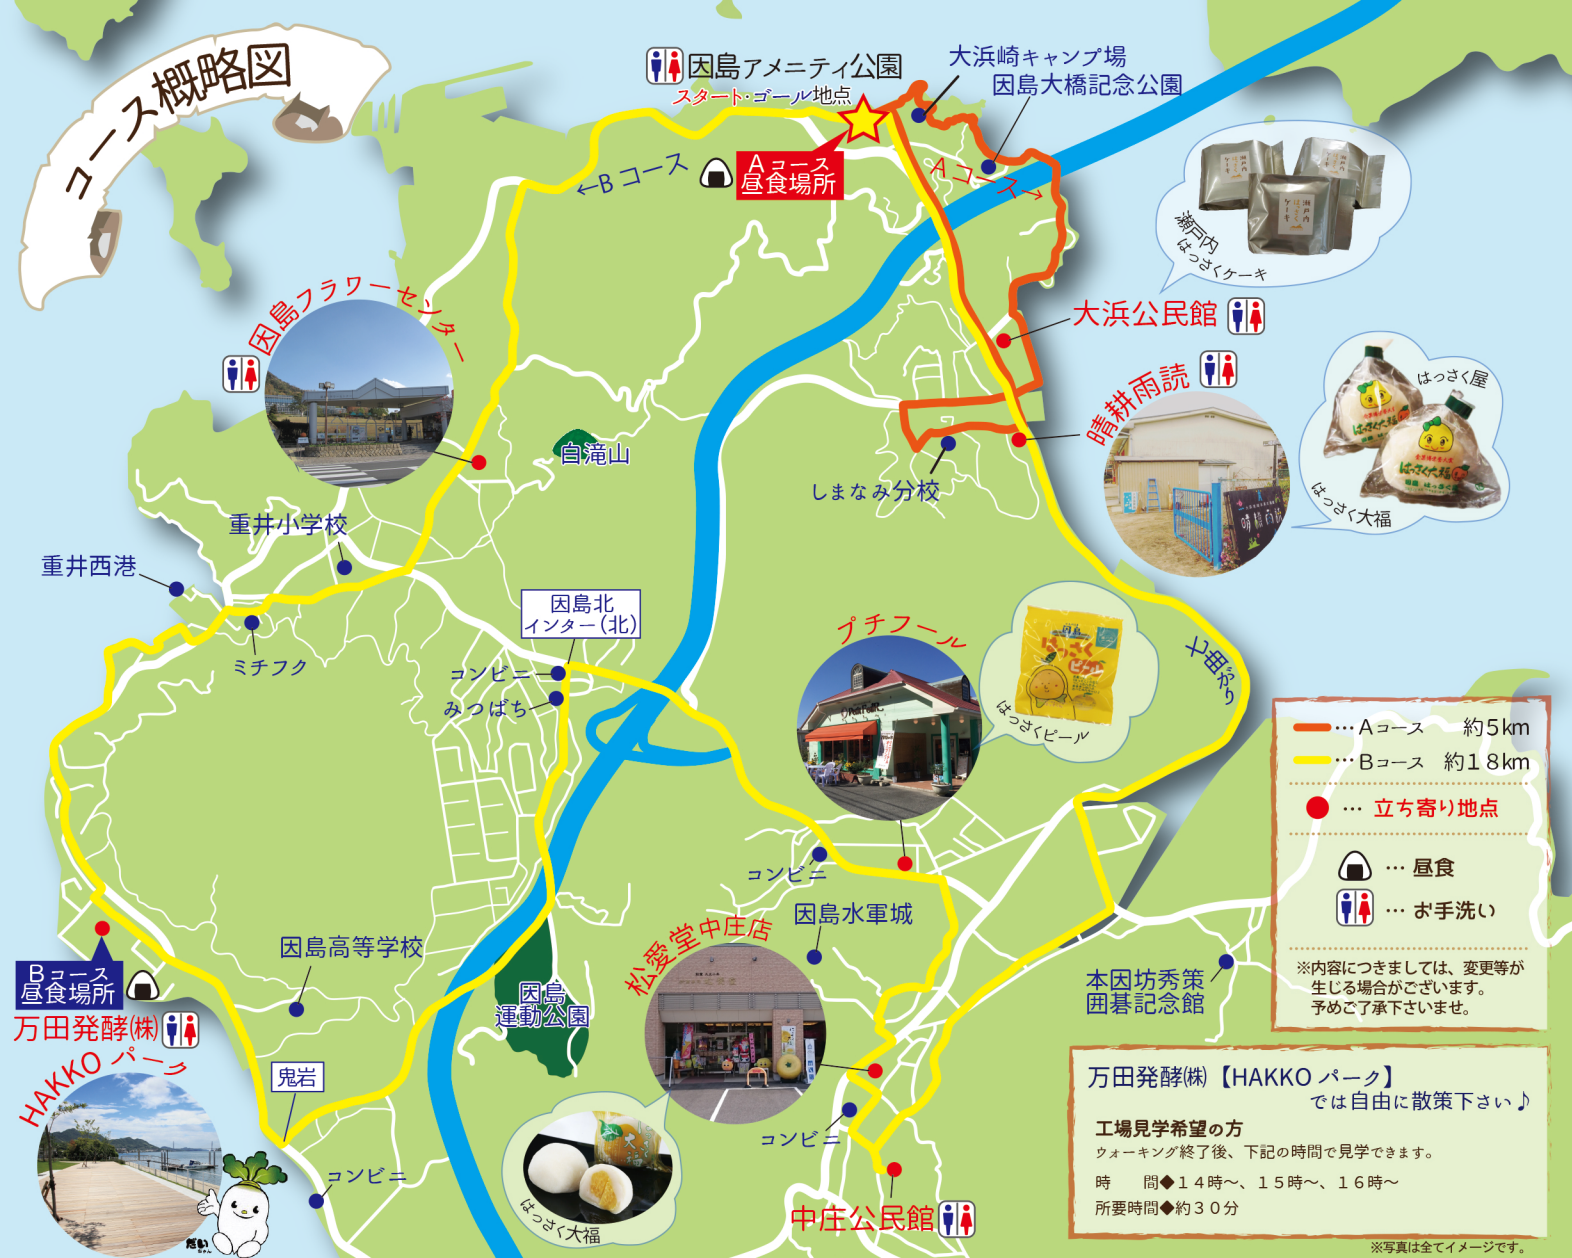 コース概略図
因島アメニティ公園
スタート・ゴール地点
大浜崎キャンプ場
因島大橋記念公園
←Bコース
Aコース
昼食場所
Aコース→
瀬戸内
はっさくケーキ
因島フラワーセンター
大浜公民館
晴耕雨読
はっさく屋
はっさく大福
白滝山
しまなみ分校
重井小学校
重井西港
ミチフク
因島北
インター(北)
コンビニ
みつばち
プチフール
はっさくピール
七曲がり
コンビニ
因島水軍城
因島高等学校
松愛堂中庄店
因島
運動公園
本因坊秀策
囲碁記念館
Bコース
昼食場所
万田発酵㈱
HAKKOパーク
鬼岩
コンビニ
だいちゃん
はっさく大福
コンビニ
中庄公民館
…Aコース 約5km
…Bコース 約18km
… 立ち寄り地点
… 昼食
… お手洗い
※内容につきましては、変更等が
生じる場合がございます。
予めご了承下さいませ。
万田発酵㈱【HAKKOパーク】
では自由に散策下さい♪
工場見学希望の方
ウォーキング終了後、下記の時間で見学できます。
時　　間◆14時～、15時～、16時～
所要時間◆約30分
※写真は全てイメージです。